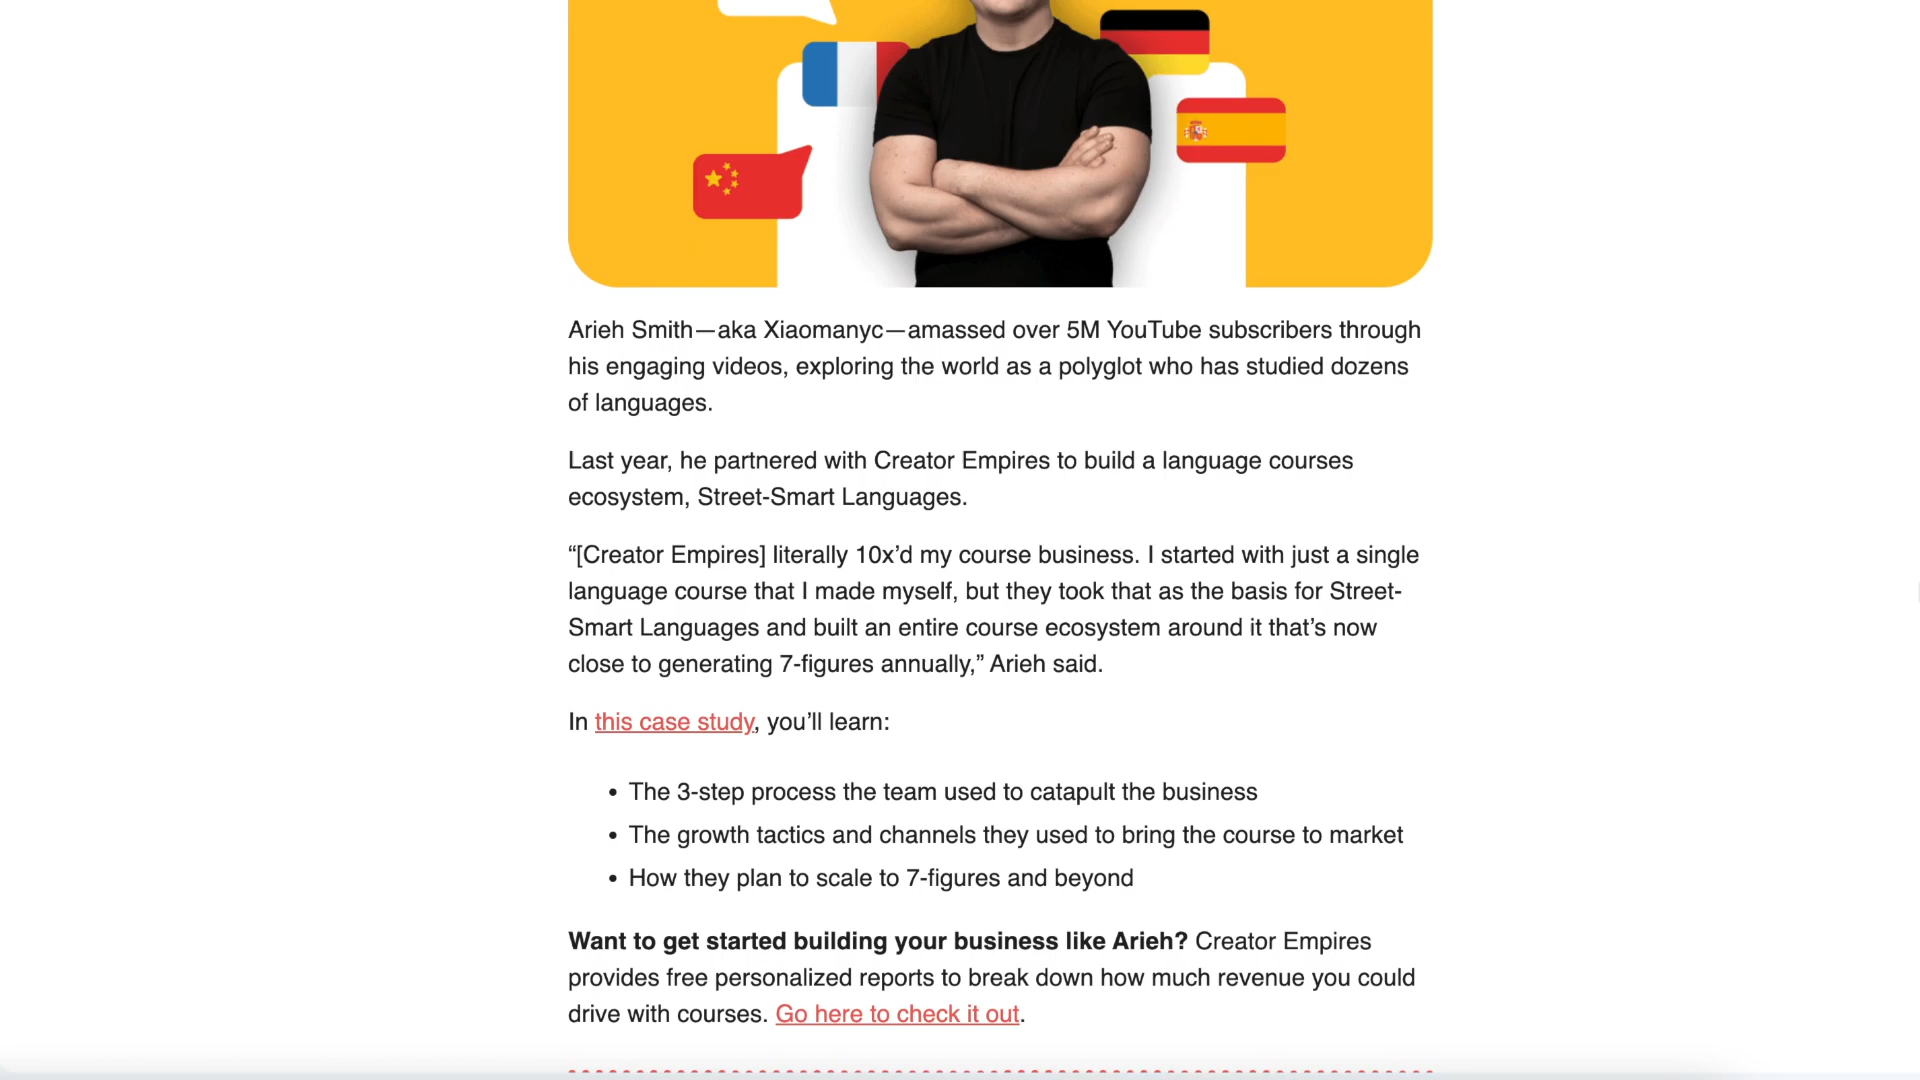 Arieh Smith—aka Xiaomanyc—amassed over 5M YouTube subscribers through
his engaging videos, exploring the world as a polyglot who has studied dozens
of languages.
Last year, he partnered with Creator Empires to build a language courses
ecosystem, Street-Smart Languages.
“[Creator Empires] literally 10x’d my course business. I started with just a single
language course that I made myself, but they took that as the basis for Street-
Smart Languages and built an entire course ecosystem around it that’s now
close to generating 7-figures annually,” Arieh said.
In this case study, you’ll learn:
• The 3-step process the team used to catapult the business
• The growth tactics and channels they used to bring the course to market
• How they plan to scale to 7-figures and beyond
Want to get started building your business like Arieh? Creator Empires
provides free personalized reports to break down how much revenue you could
drive with courses. Go here to check it out.